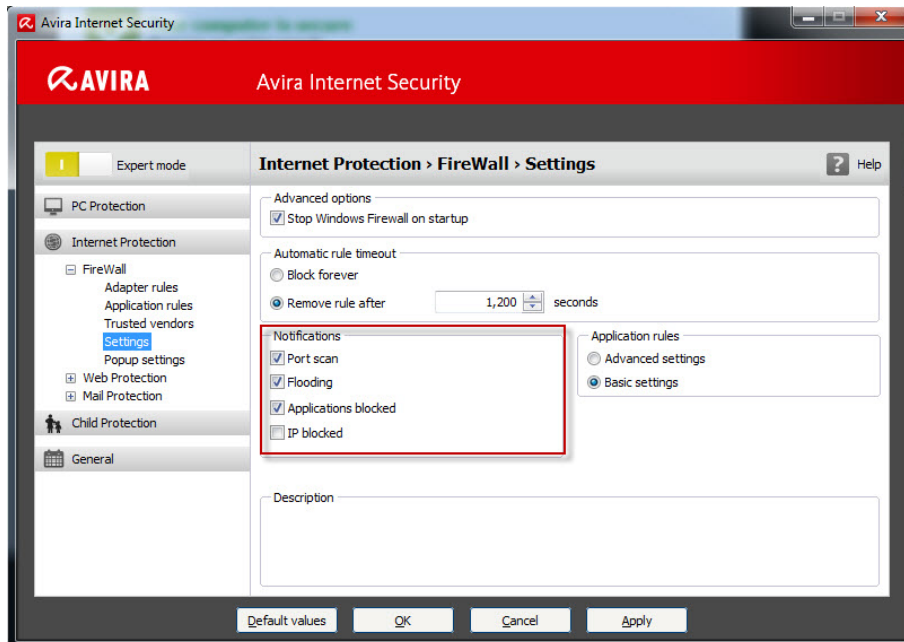 Avira Internet Security
computer is secure
AVIRA
Avira Internet Security
Expert mode
Internet Protection › FireWall › Settings
Help
PC Protection
Internet Protection
FireWall
Adapter rules
Application rules
Trusted vendors
Settings
Popup settings
Web Protection
Mail Protection
Child Protection
General
Advanced options
Stop Windows Firewall on startup
Automatic rule timeout
Block forever
Remove rule after 1,200 seconds
Notifications
Port scan
Flooding
Applications blocked
IP blocked
Application rules
Advanced settings
Basic settings
Description
Default values
OK
Cancel
Apply